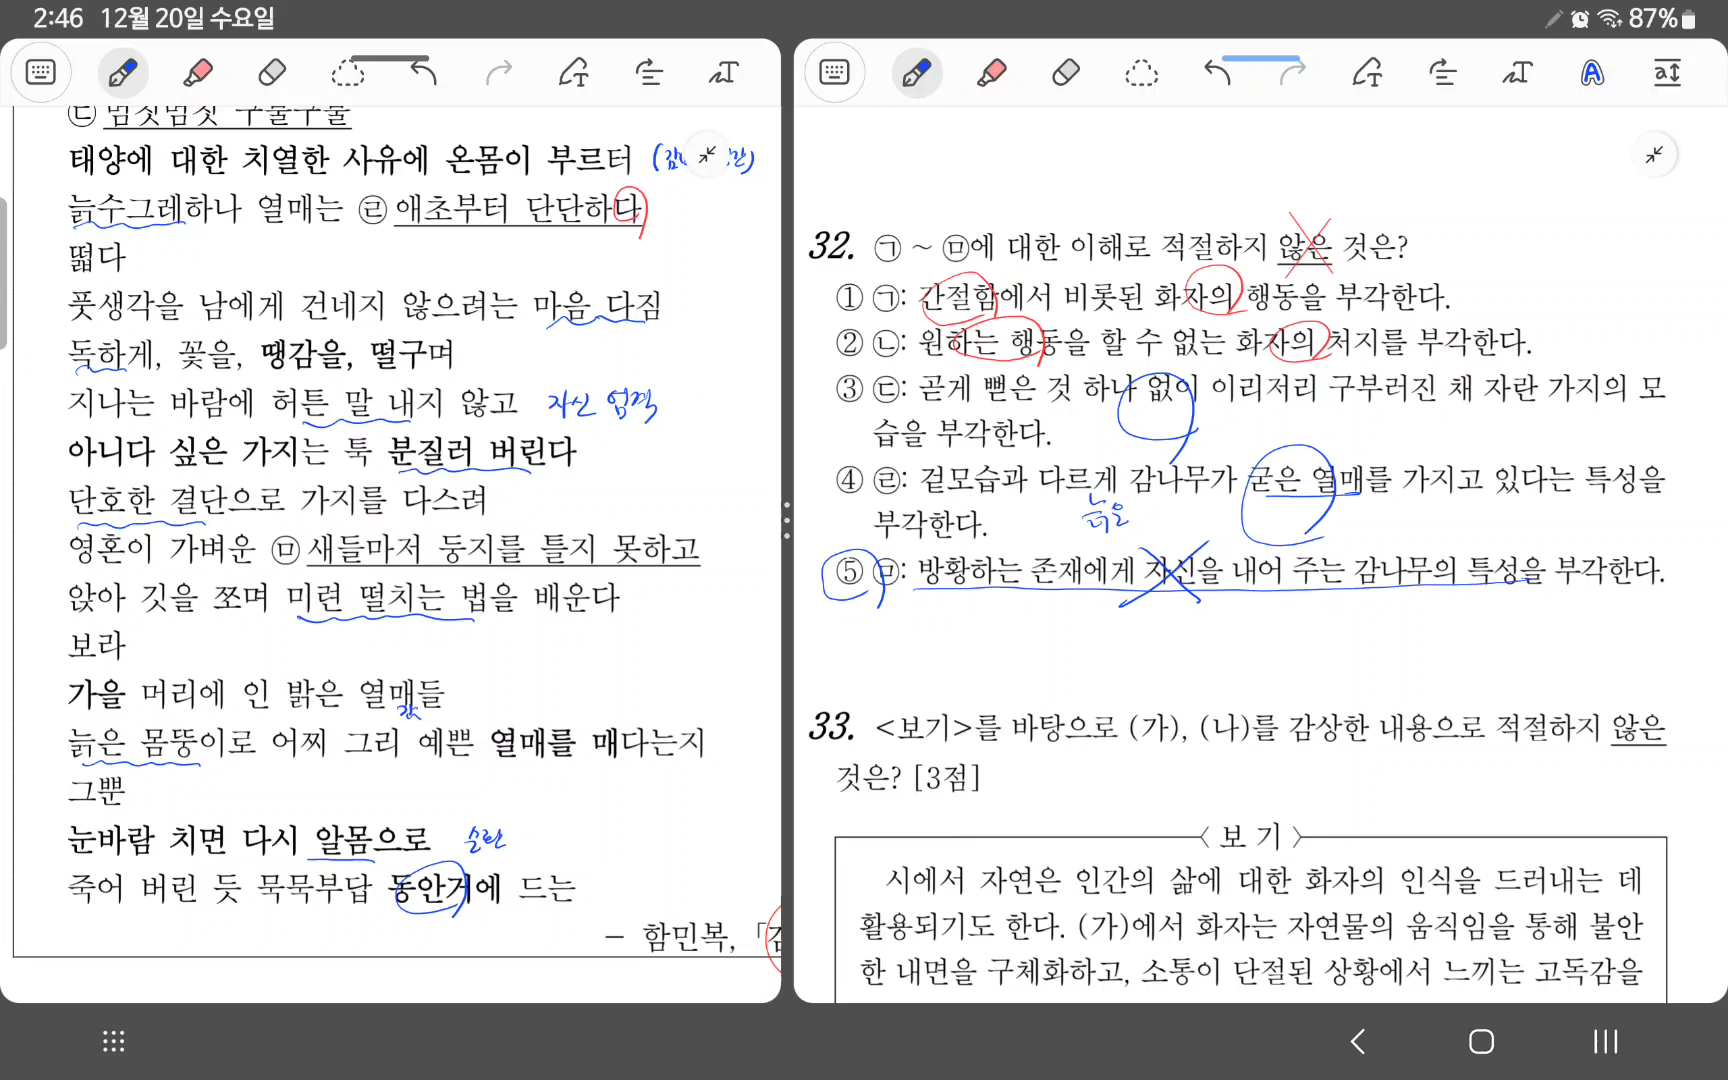 2:46 12월 20일 수요일
87%
㉢ 멈칫멈칫 구불구불
태양에 대한 치열한 사유에 온몸이 부르터
늙수그레하나 열매는 ㉣ 애초부터 단단하다
떫다
풋생각을 남에게 건네지 않으려는 마음 다짐
독하게, 꽃을, 땡감을, 떨구며
지나는 바람에 허튼 말 내지 않고 자신 엄격
아니다 싶은 가지는 툭 분질러 버린다
단호한 결단으로 가지를 다스려
영혼이 가벼운 ㉤ 새들마저 둥지를 틀지 못하고
앉아 깃을 쪼며 미련 떨치는 법을 배운다
보라
가을 머리에 인 밝은 열매들
늙은 몸뚱이로 어찌 그리 예쁜 열매를 매다는지
그뿐
눈바람 치면 다시 알몸으로
죽어 버린 듯 묵묵부답 동안거에 드는
- 함민복, 「
32. ㉠ ~ ㉤에 대한 이해로 적절하지 않은 것은?
① ㉠: 간절함에서 비롯된 화자의 행동을 부각한다.
② ㉡: 원하는 행동을 할 수 없는 화자의 처지를 부각한다.
③ ㉢: 곧게 뻗은 것 하나 없이 이리저리 구부러진 채 자란 가지의 모
습을 부각한다.
④ ㉣: 겉모습과 다르게 감나무가 굳은 열매를 가지고 있다는 특성을
부각한다. 늙은
⑤ ㉤: 방황하는 존재에게 자신을 내어 주는 감나무의 특성을 부각한다.
33. <보기>를 바탕으로 (가), (나)를 감상한 내용으로 적절하지 않은
것은? [3점]
〈 보 기 〉
시에서 자연은 인간의 삶에 대한 화자의 인식을 드러내는 데
활용되기도 한다. (가)에서 화자는 자연물의 움직임을 통해 불안
한 내면을 구체화하고, 소통이 단절된 상황에서 느끼는 고독감을